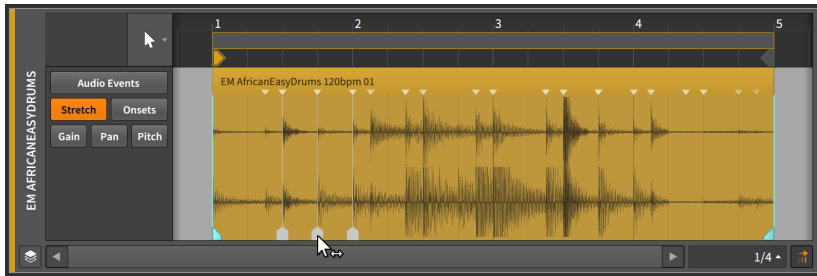 1 2 3 4 5
EM AFRICANEASYDRUMS
Audio Events
EM AfricanEasyDrums 120bpm 01
Stretch Onsets
Gain Pan Pitch
1/4